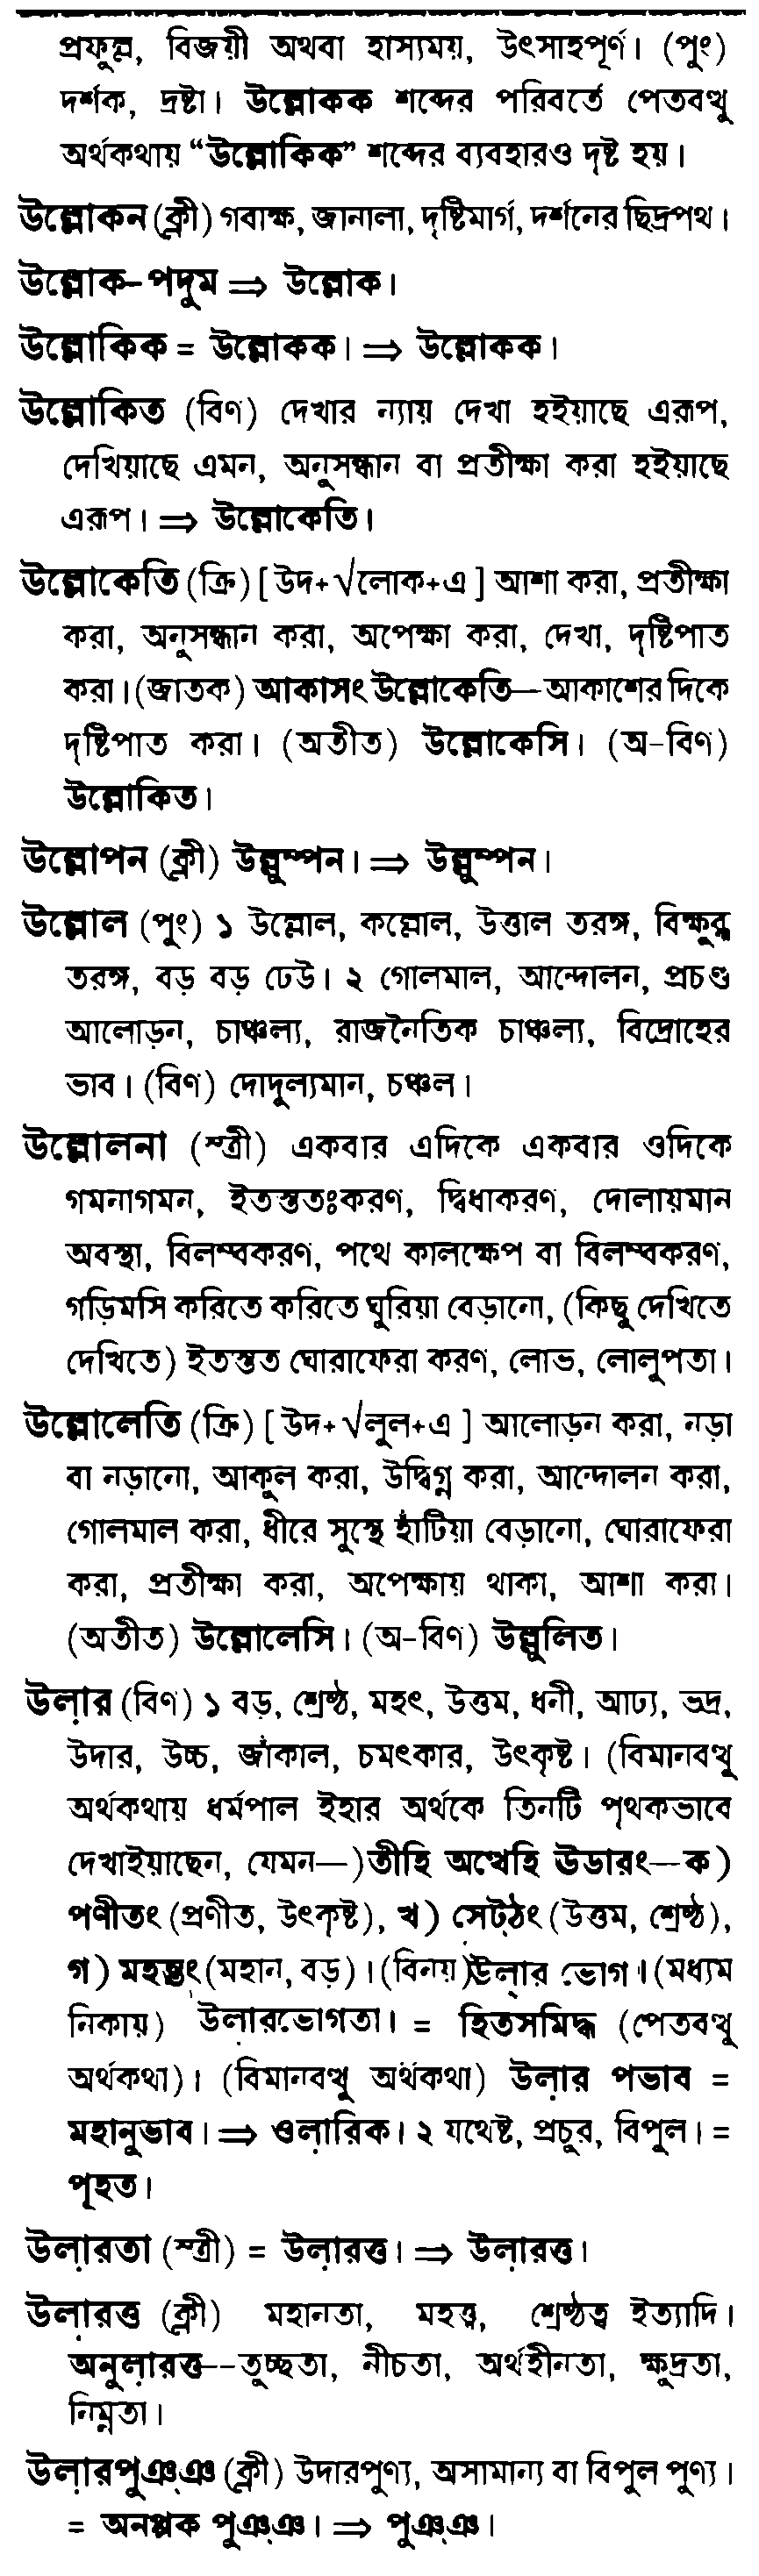 প্রফুল্ল, বিজয়ী অথবা হাস্যময়, উৎসাহপূর্ণ। (পুং)
দর্শক, দ্রষ্টা। উল্লোকক শব্দের পরিবর্তে পেতবত্থু
অর্থকথায় “উল্লোকিক” শব্দের ব্যবহারও দৃষ্ট হয়।
উল্লোকন (ক্লী) গবাক্ষ, জানালা, দৃষ্টিমার্গ, দর্শনের ছিদ্রপথ।
উল্লোক-পদুম ⇒ উল্লোক।
উল্লোকিক = উল্লোকক। ⇒ উল্লোকক।
উল্লোকিত (বিণ) দেখার ন্যায় দেখা হইয়াছে এরূপ,
দেখিয়াছে এমন, অনুসন্ধান বা প্রতীক্ষা করা হইয়াছে
এরূপ। ⇒ উল্লোকেতি।
উল্লোকেতি (ক্রি) [ উদ+√লোক+এ ] আশা করা, প্রতীক্ষা
করা, অনুসন্ধান করা, অপেক্ষা করা, দেখা, দৃষ্টিপাত
করা। (জাতক) আকাসং উল্লোকেতি—আকাশের দিকে
দৃষ্টিপাত করা। (অতীত) উল্লোকেসি। (অ-বিণ)
উল্লোকিত।
উল্লোপন (ক্লী) উল্লুম্পন। ⇒ উল্লুম্পন।
উল্লোল (পুং) ১ উল্লোল, কল্লোল, উত্তাল তরঙ্গ, বিক্ষুব্ধ
তরঙ্গ, বড় বড় ঢেউ। ২ গোলমাল, আন্দোলন, প্রচণ্ড
আলোড়ন, চাঞ্চল্য, রাজনৈতিক চাঞ্চল্য, বিদ্রোহের
ভাব। (বিণ) দোদুল্যমান, চঞ্চল।
উল্লোলনা (স্ত্রী) একবার এদিকে একবার ওদিকে
গমনাগমন, ইতস্ততঃকরণ, দ্বিধাকরণ, দোলায়মান
অবস্থা, বিলম্বকরণ, পথে কালক্ষেপ বা বিলম্বকরণ,
গড়িমসি করিতে করিতে ঘুরিয়া বেড়ানো, (কিছু দেখিতে
দেখিতে) ইতস্তত ঘোরাফেরা করণ, লোভ, লোলুপতা।
উল্লোলেতি (ক্রি) [ উদ+√লুল+এ ] আলোড়ন করা, নড়া
বা নড়ানো, আকুল করা, উদ্বিগ্ন করা, আন্দোলন করা,
গোলমাল করা, ধীরে সুস্থে হাঁটিয়া বেড়ানো, ঘোরাফেরা
করা, প্রতীক্ষা করা, অপেক্ষায় থাকা, আশা করা।
(অতীত) উল্লোলেসি। (অ-বিণ) উল্লুলিত।
উল়ার (বিণ) ১ বড়, শ্রেষ্ঠ, মহৎ, উত্তম, ধনী, আঢ্য, ভদ্র,
উদার, উচ্চ, জাঁকাল, চমৎকার, উৎকৃষ্ট। (বিমানবত্থু
অর্থকথায় ধর্মপাল ইহার অর্থকে তিনটি পৃথকভাবে
দেখাইয়াছেন, যেমন—) তীহি অত্থেহি ঊডারং—ক)
পণীতং (প্রণীত, উৎকৃষ্ট), খ) সেট্‌ঠং (উত্তম, শ্রেষ্ঠ),
গ) মহন্তং (মহান, বড়)। (বিনয়) উল়ার ভোগ। (মধ্যম
নিকায়) উল়ারভোগতা। = হিতসমিদ্ধ (পেতবত্থু
অর্থকথা)। (বিমানবত্থু অর্থকথা) উল়ার পভাব =
মহানুভাব। ⇒ ওল়ারিক। ২ যথেষ্ট, প্রচুর, বিপুল। =
পূহত।
উল়ারতা (স্ত্রী) = উল়ারত্ত। ⇒ উল়ারত্ত।
উল়ারত্ত (ক্লী) মহানতা, মহত্ত্ব, শ্রেষ্ঠত্ব ইত্যাদি।
অনুল়ারত্ত—তুচ্ছতা, নীচতা, অর্থহীনতা, ক্ষুদ্রতা,
নিম্নতা।
উল়ারপুঞ্‌ঞ (ক্লী) উদারপুণ্য, অসামান্য বা বিপুল পুণ্য।
= অনপ্পক পুঞ্‌ঞ। ⇒ পুঞ্‌ঞ।